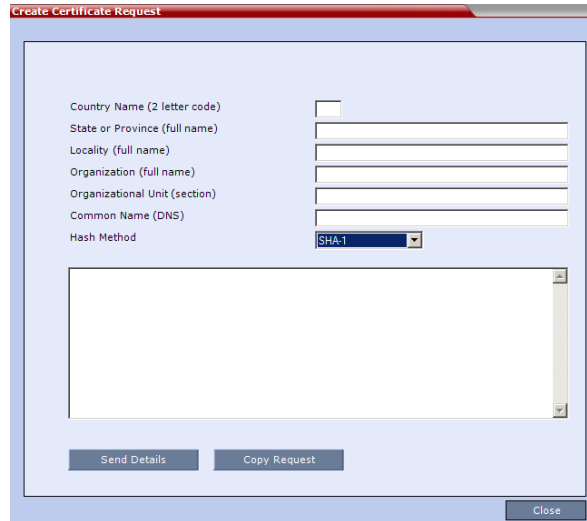 Create Certificate Request
Country Name (2 letter code)
State or Province (full name)
Locality (full name)
Organization (full name)
Organizational Unit (section)
Common Name (DNS)
Hash Method SHA-1
Send Details Copy Request
Close